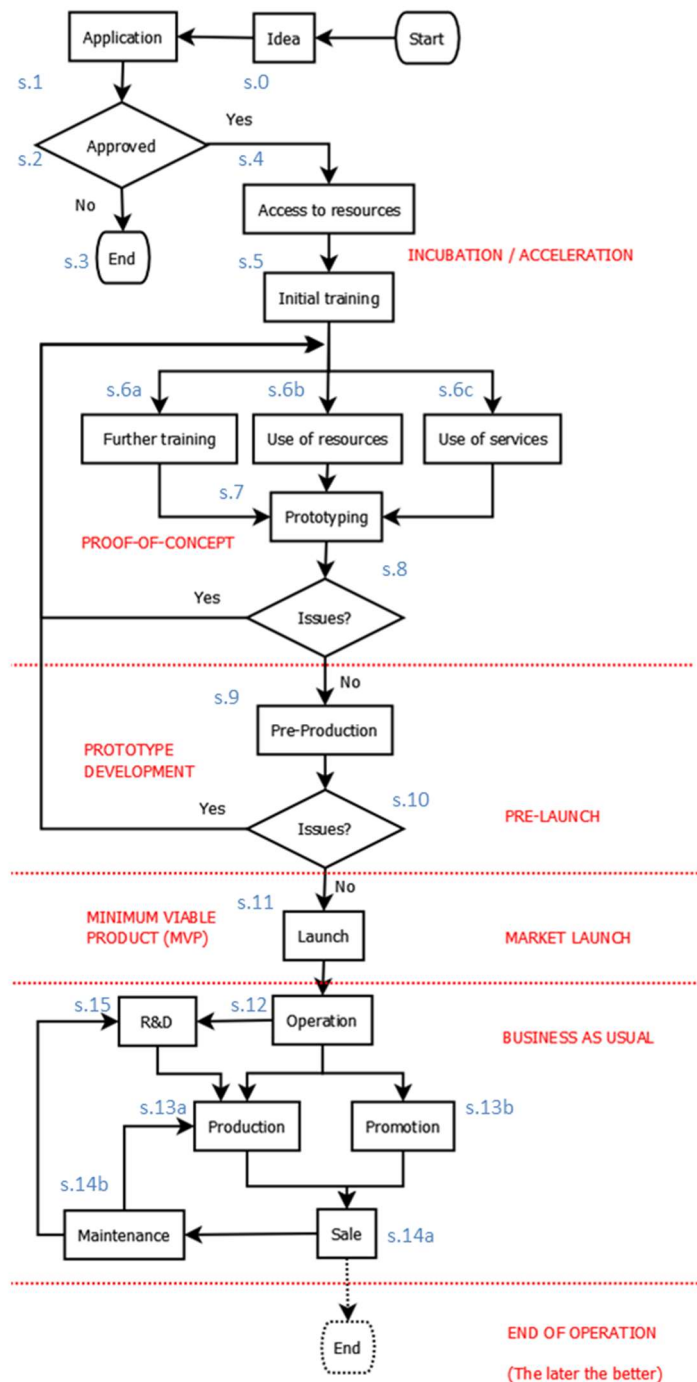 Application
Idea
Start
s.1
s.0
Yes
s.2
Approved
s.4
No
Access to resources
s.3
End
s.5
INCUBATION / ACCELERATION
Initial training
s.6a
s.6b
s.6c
Further training
Use of resources
Use of services
s.7
Prototyping
PROOF-OF-CONCEPT
s.8
Yes
Issues?
No
s.9
Pre-Production
PROTOTYPE
DEVELOPMENT
s.10
Yes
Issues?
PRE-LAUNCH
No
s.11
MINIMUM VIABLE
PRODUCT (MVP)
Launch
MARKET LAUNCH
s.15
s.12
R&D
Operation
BUSINESS AS USUAL
s.13a
s.13b
Production
Promotion
s.14b
Maintenance
Sale
s.14a
End
END OF OPERATION
(The later the better)